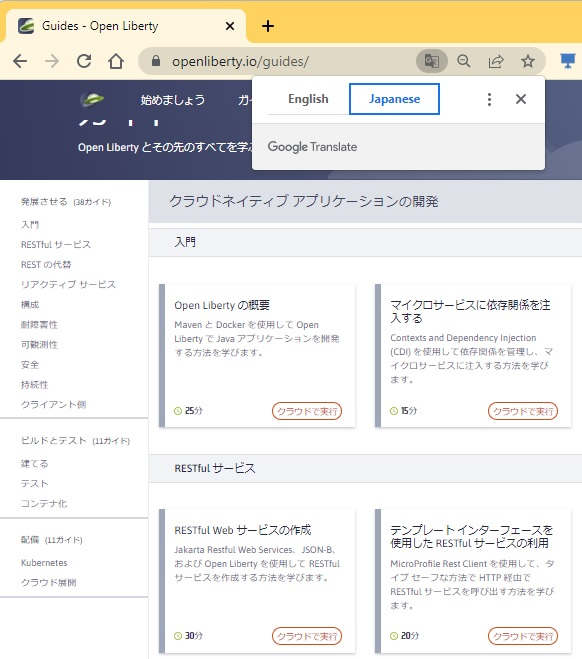 Guides - Open Liberty
openliberty.io/guides/
English
Japanese
Google Translate
始めましょう
Open Liberty とその先のすべてを学
発展させる (38ガイド)
入門
RESTful サービス
REST の代替
リアクティブ サービス
構成
耐障害性
可観測性
安全
持続性
クライアント側
ビルドとテスト (11ガイド)
建てる
テスト
コンテナ化
配備 (11ガイド)
Kubernetes
クラウド展開
クラウドネイティブ アプリケーションの開発
入門
Open Liberty の概要
Maven と Docker を使用して Open
Liberty で Java アプリケーションを開発
する方法を学びます。
25分
クラウドで実行
マイクロサービスに依存関係を注
入する
Contexts and Dependency Injection
(CDI) を使用して依存関係を管理し、マ
イクロサービスに注入する方法を学び
ます。
15分
クラウドで実行
RESTful サービス
RESTful Web サービスの作成
Jakarta Restful Web Services、JSON-B、
および Open Liberty を使用して RESTful
サービスを作成する方法を学びます。
30分
クラウドで実行
テンプレート インターフェースを
使用した RESTful サービスの利用
MicroProfile Rest Client を使用して、タ
イプ セーフな方法で HTTP 経由で
RESTful サービスを呼び出す方法を学び
ます。
20分
クラウドで実行